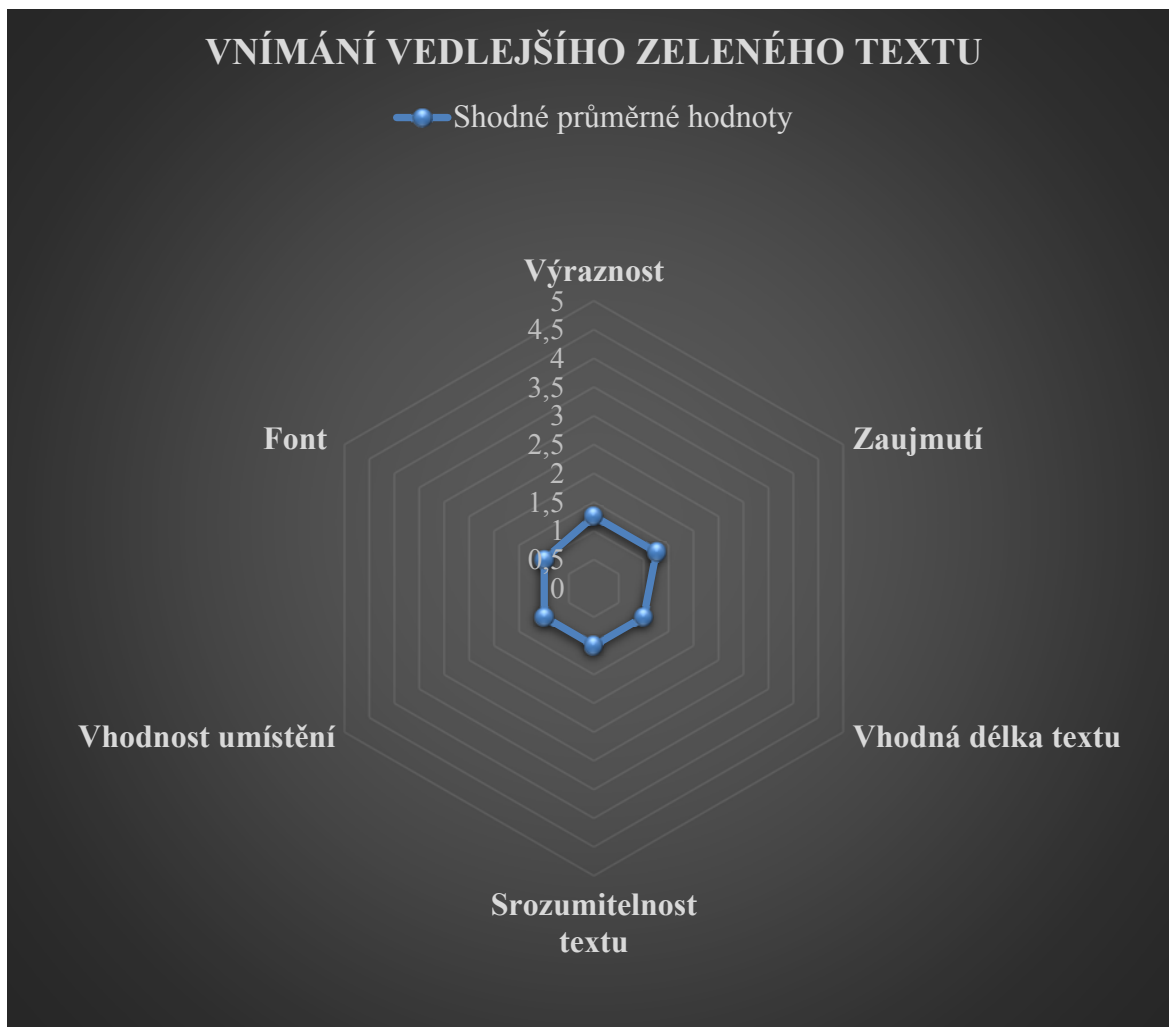 VNÍMÁNÍ VEDLEJŠÍHO ZELENÉHO TEXTU
Shodné průměrné hodnoty
Výraznost
5
4,5
4
3,5
3
2,5
2
1,5
1
0,5
0
Font
Zaujmutí
Vhodnost umístění
Vhodná délka textu
Srozumitelnost
textu